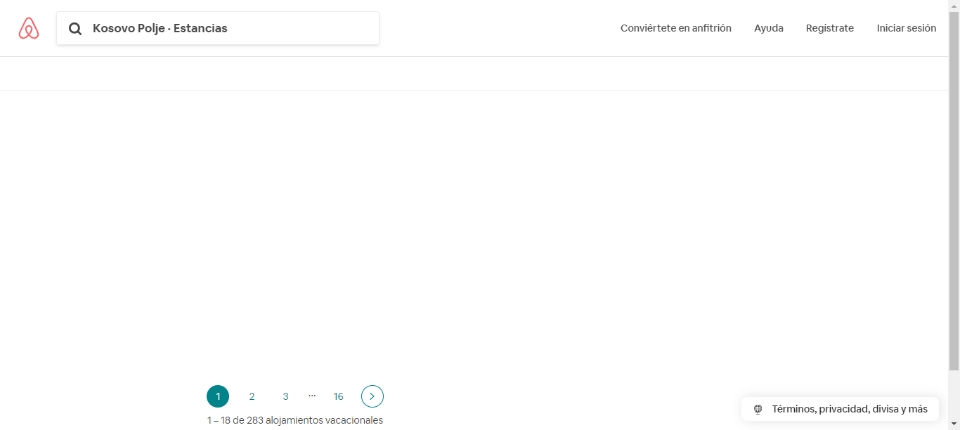 Kosovo Polje · Estancias
Conviértete en anfitrión Ayuda Regístrate Iniciar sesión
1 2 3 ··· 16
1 – 18 de 283 alojamientos vacacionales
Términos, privacidad, divisa y más